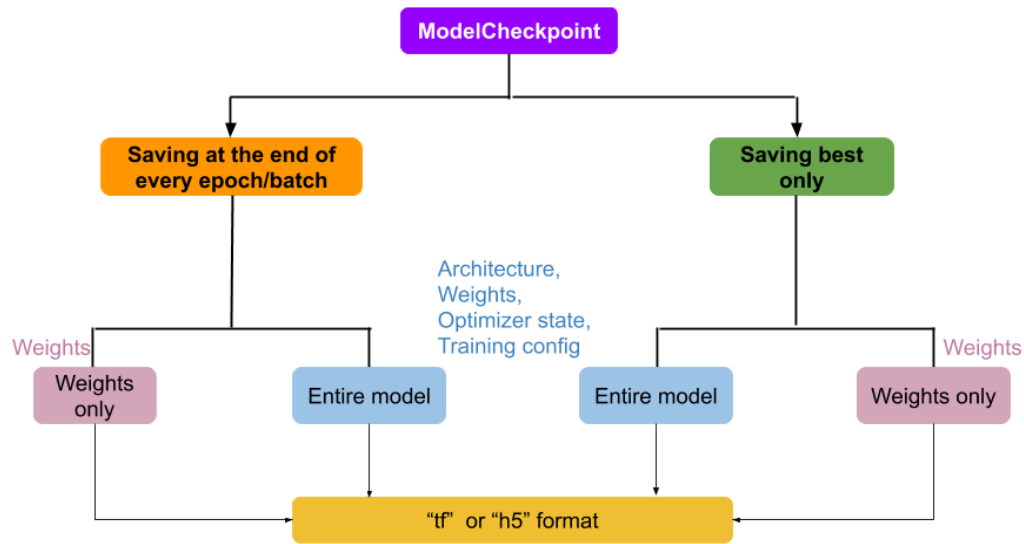 ModelCheckpoint
Saving at the end of
every epoch/batch
Saving best
only
Architecture,
Weights,
Optimizer state,
Training config
Weights
Weights
Weights
only
Entire model
Entire model
Weights only
“tf”  or “h5” format